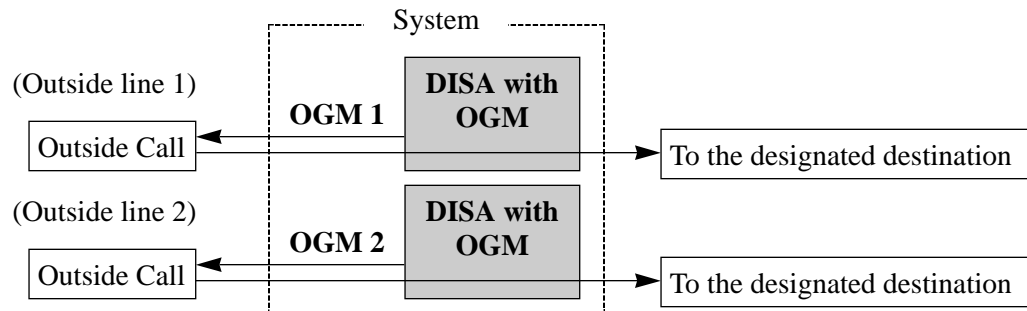 System
(Outside line 1)
DISA with
OGM
OGM 1
Outside Call
To the designated destination
(Outside line 2)
DISA with
OGM
OGM 2
Outside Call
To the designated destination